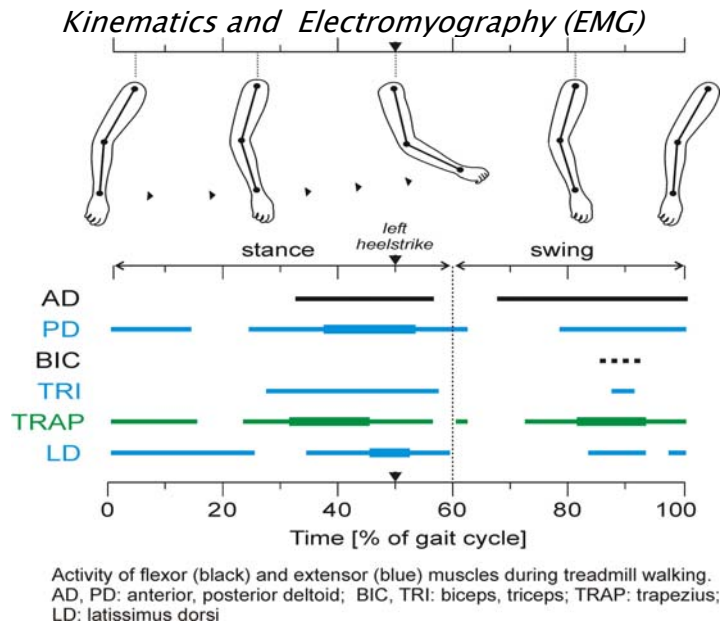 Kinematics and Electromyography (EMG)
left
heelstrike
stance
swing
AD
PD
BIC
TRI
TRAP
LD
0 20 40 60 80 100
Time [% of gait cycle]
Activity of flexor (black) and extensor (blue) muscles during treadmill walking.
AD, PD: anterior, posterior deltoid; BIC, TRI: biceps, triceps; TRAP: trapezius;
LD: latissimus dorsi